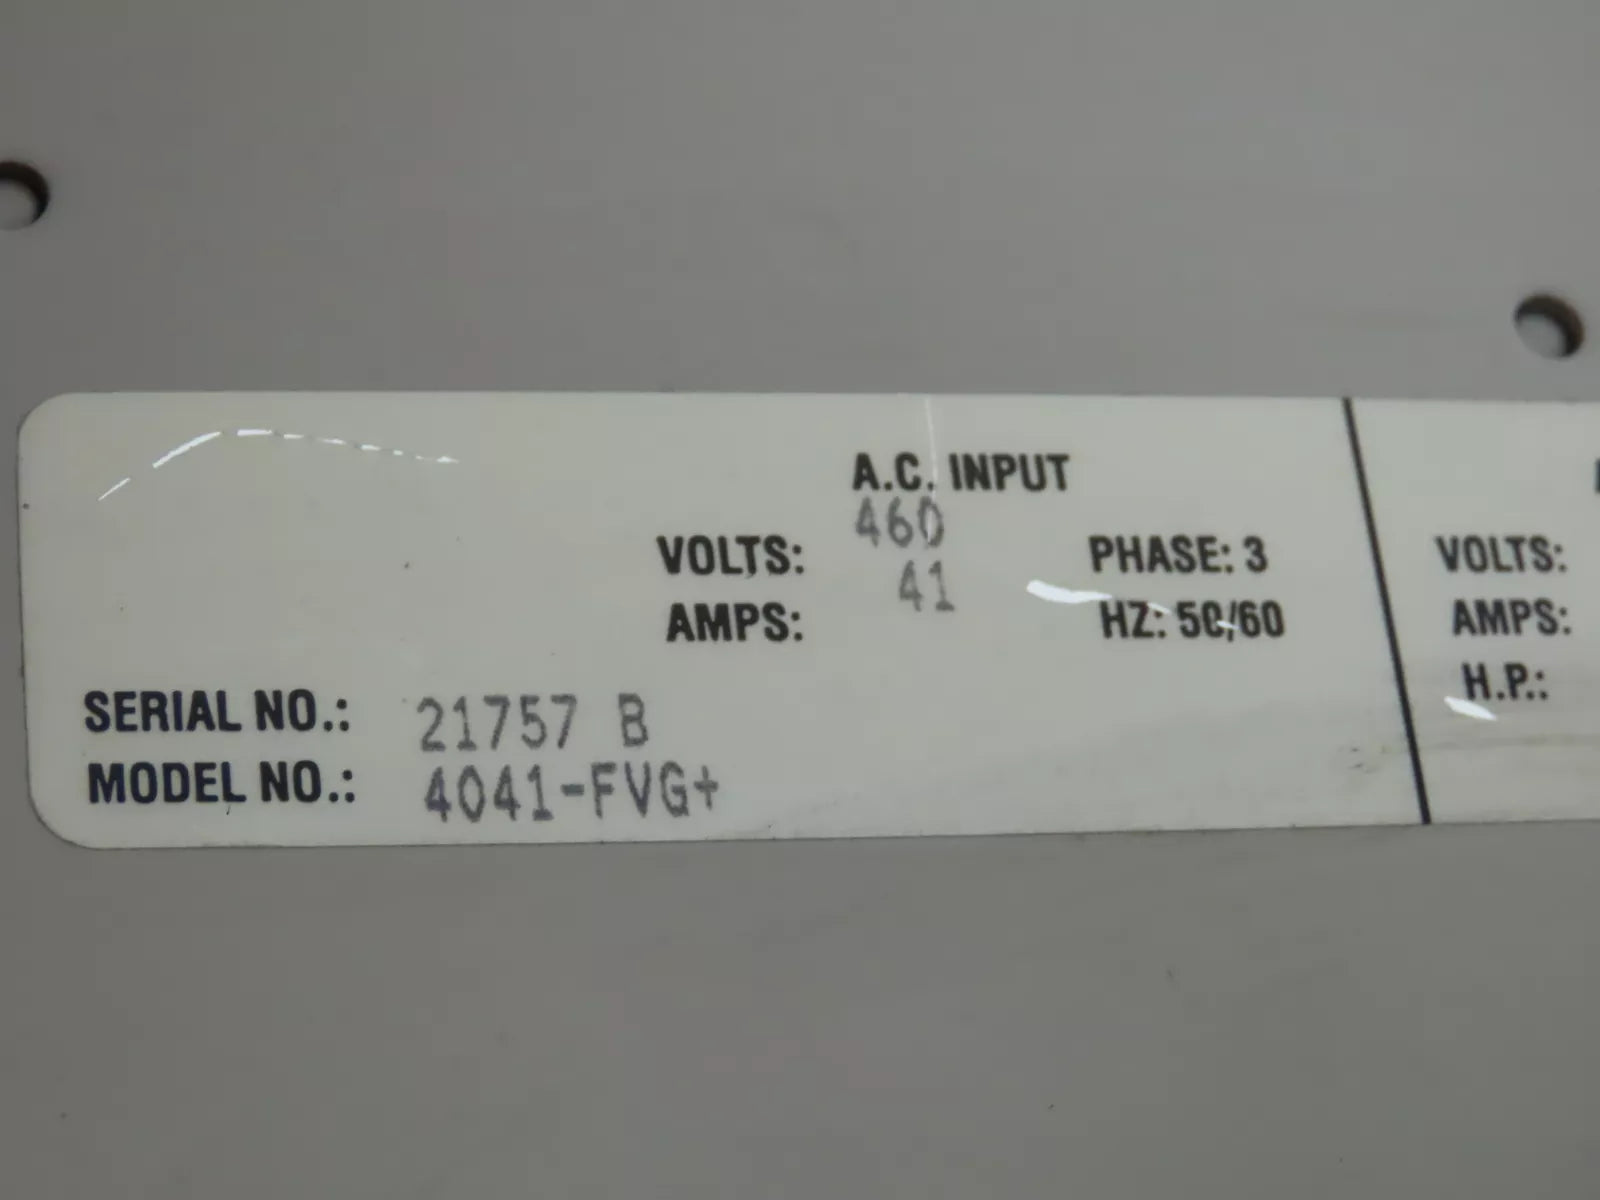 A.C. INPUT
VOLTS: 460 PHASE: 3
AMPS: 41 HZ: 50/60
SERIAL NO.: 21757 B
MODEL NO.: 4041-FVG+
VOLTS:
AMPS:
H.P.: